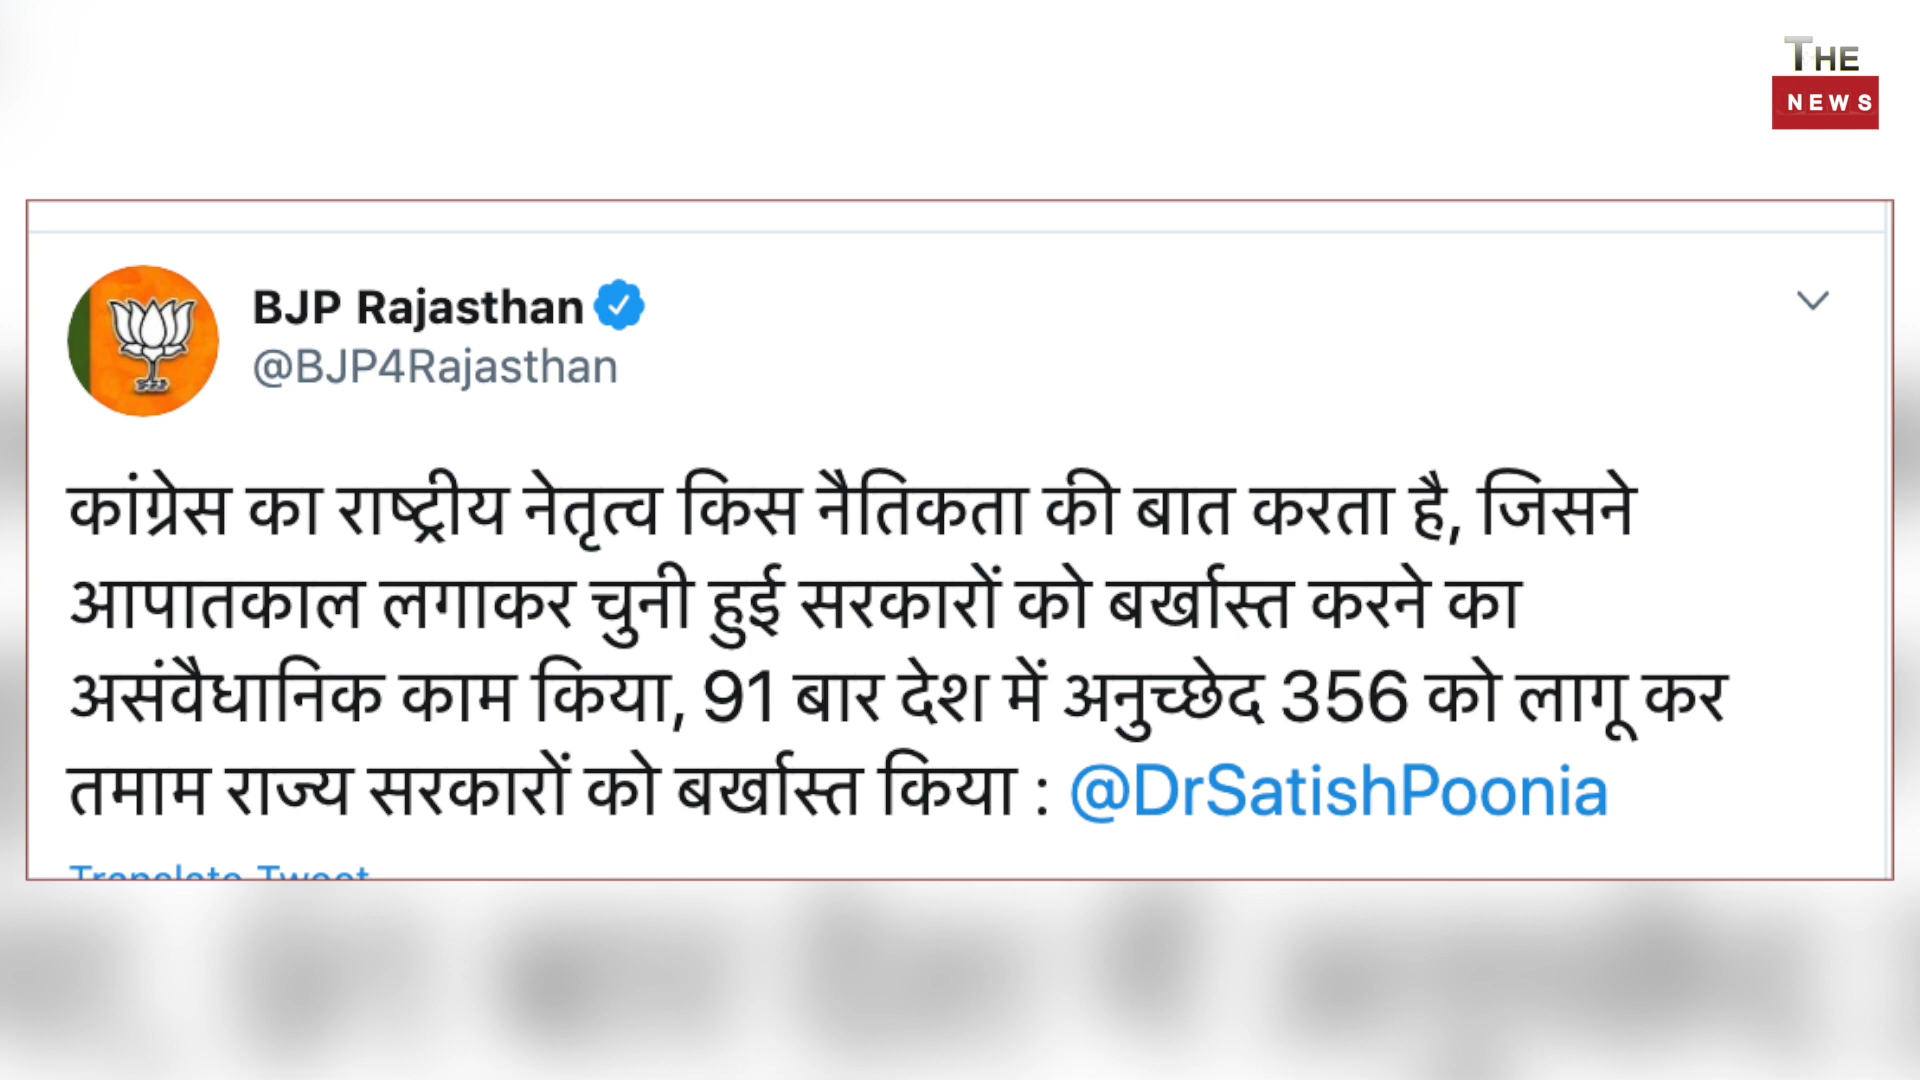 THE
NEWS
BJP Rajasthan
@BJP4Rajasthan
कांग्रेस का राष्ट्रीय नेतृत्व किस नैतिकता की बात करता है, जिसने
आपातकाल लगाकर चुनी हुई सरकारों को बर्खास्त करने का
असंवैधानिक काम किया, 91 बार देश में अनुच्छेद 356 को लागू कर
तमाम राज्य सरकारों को बर्खास्त किया : @DrSatishPoonia
Translate Tweet